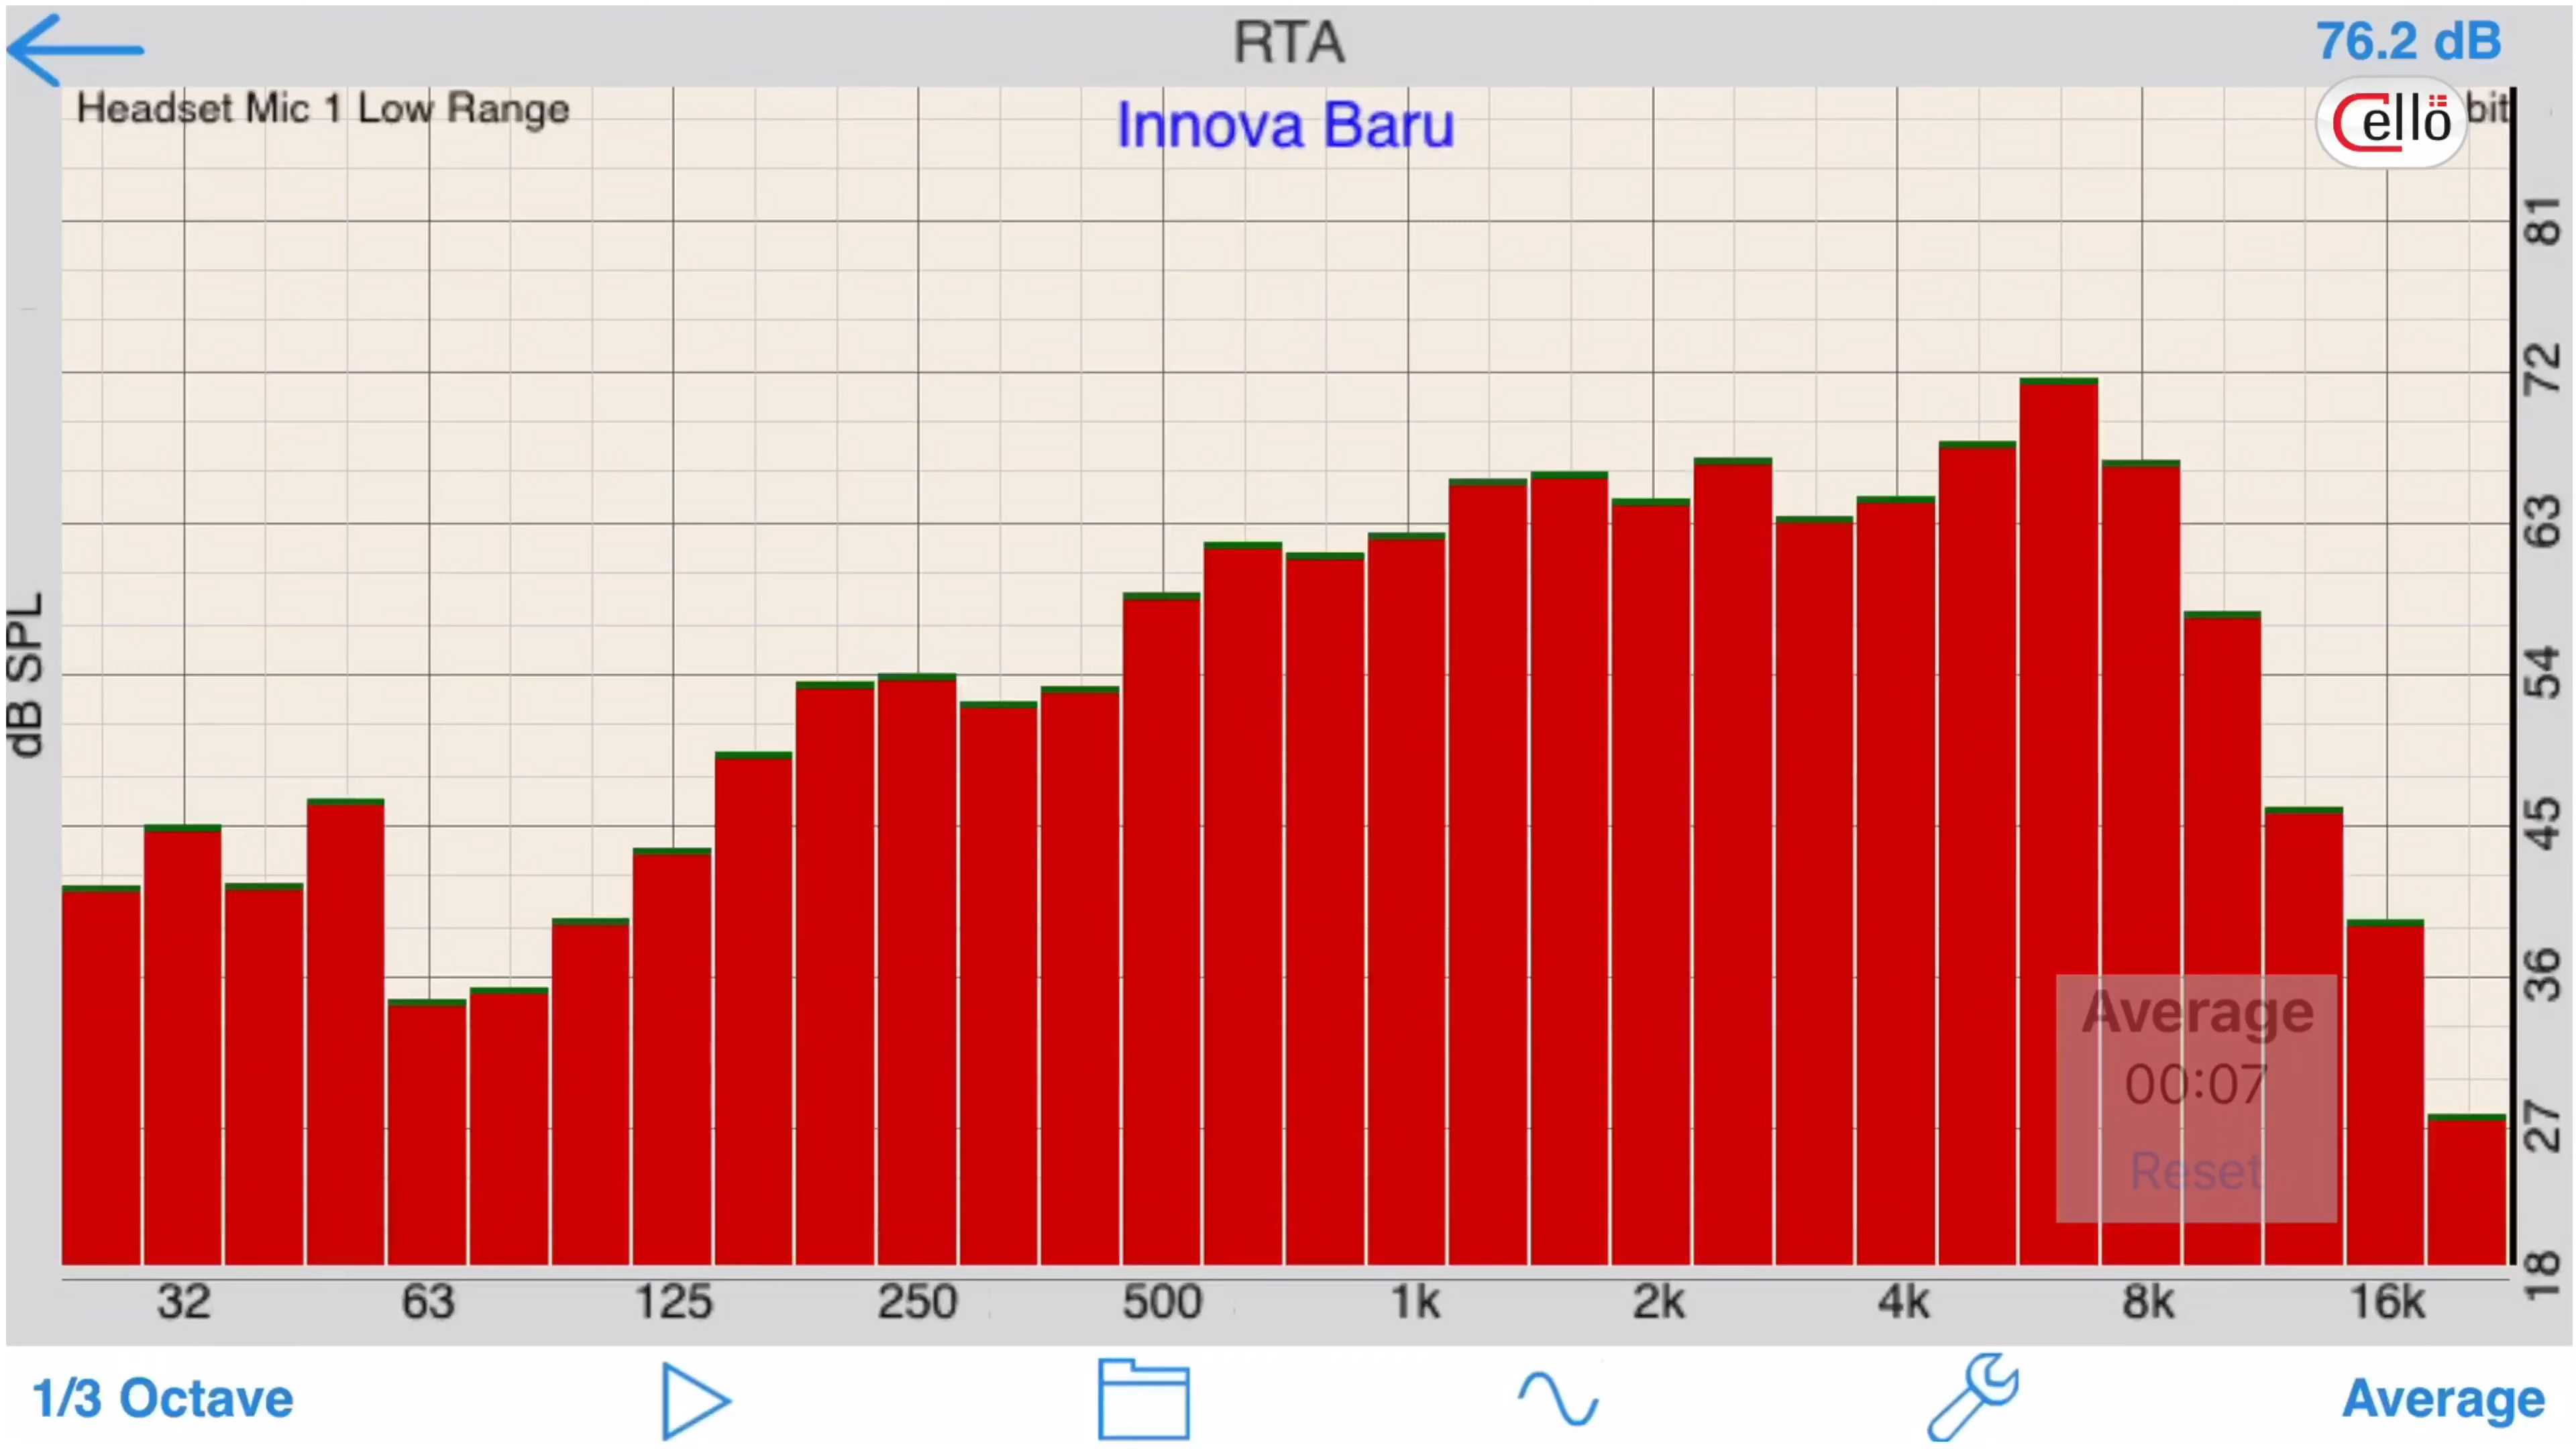 RTA
76.2 dB
Headset Mic 1 Low Range
Innova Baru
Cellö
bit
81
72
63
54
45
36
27
18
dB SPL
Average
00:07
Reset
32 63 125 250 500 1k 2k 4k 8k 16k
1/3 Octave
Average